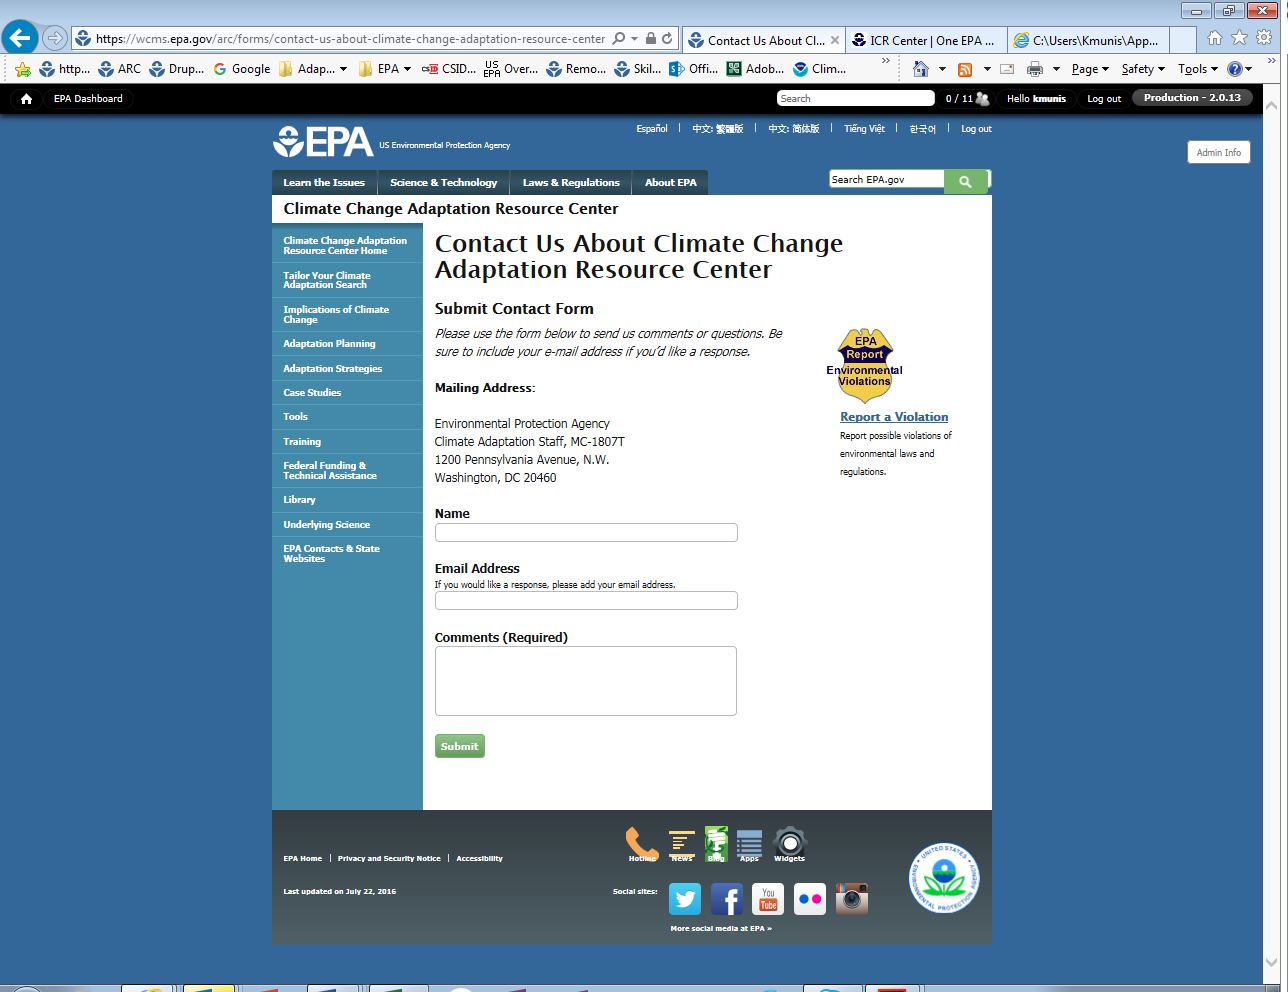 https://wcms.epa.gov/arc/forms/contact-us-about-climate-change-adaptation-resource-center
Contact Us About Cl...
ICR Center | One EPA ...
C:\Users\Kmunis\App...
http...
ARC
Drup...
Google
Adap...
EPA
CSID...
US EPA Over...
Remo...
Skil...
Offi...
Adob...
Clim...
Page
Safety
Tools
EPA Dashboard
Search
0 / 11
Hello kmunis
Log out
Production - 2.0.13
Español | 中文: 繁體版 | 中文: 简体版 | Tiếng Việt | 한국어 | Log out
EPA US Environmental Protection Agency
Admin Info
Learn the Issues
Science & Technology
Laws & Regulations
About EPA
Search EPA.gov
Climate Change Adaptation Resource Center
Climate Change Adaptation
Resource Center Home
Tailor Your Climate
Adaptation Search
Implications of Climate
Change
Adaptation Planning
Adaptation Strategies
Case Studies
Tools
Training
Federal Funding &
Technical Assistance
Library
Underlying Science
EPA Contacts & State
Websites
Contact Us About Climate Change
Adaptation Resource Center
Submit Contact Form
Please use the form below to send us comments or questions. Be
sure to include your e-mail address if you'd like a response.
Mailing Address:
Environmental Protection Agency
Climate Adaptation Staff, MC-1807T
1200 Pennsylvania Avenue, N.W.
Washington, DC 20460
Name
Email Address
If you would like a response, please add your email address.
Comments (Required)
Submit
EPA
Report
Environmental
Violations
Report a Violation
Report possible violations of
environmental laws and
regulations.
EPA Home | Privacy and Security Notice | Accessibility
Last updated on July 22, 2016
Hotline
News
Blog
Apps
Widgets
Social sites:
You
Tube
More social media at EPA »
UNITED STATES
ENVIRONMENTAL PROTECTION AGENCY